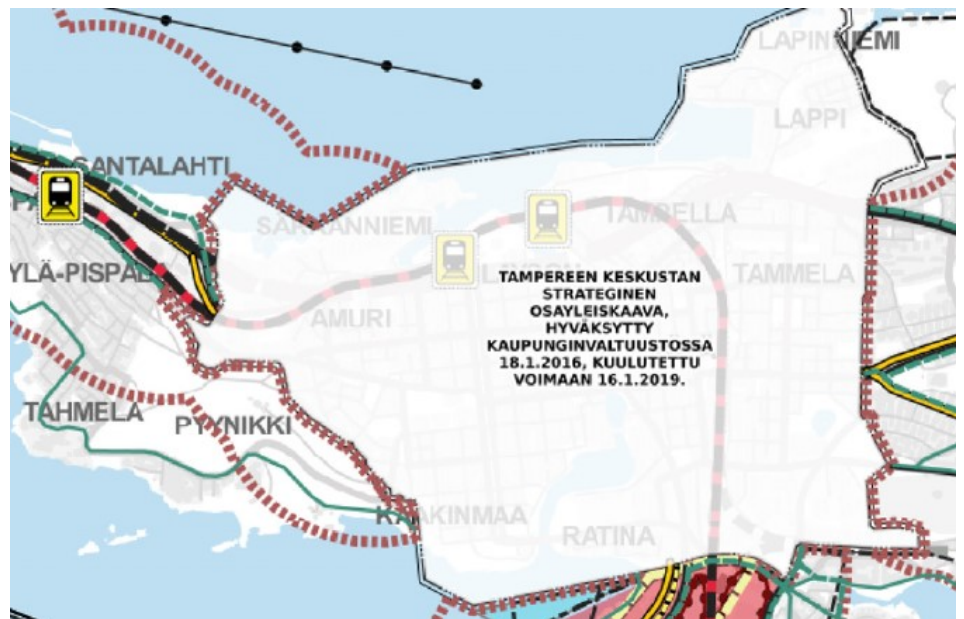 LAPINNIEMI
LAPPI
SANTALAHTI
SÄRKÄNNIEMI
TAMPELLA
YLÄ-PISPALA
TAMMELA
AMURI
TAMPEREEN KESKUSTAN
STRATEGINEN
OSAYLEISKAAVA,
HYVÄKSYTTY
KAUPUNGINVALTUUSTOSSA
18.1.2016, KUULUTETTU
VOIMAAN 16.1.2019.
TAHMELA
PYYNIKKI
KAAKINMAA
RATINA